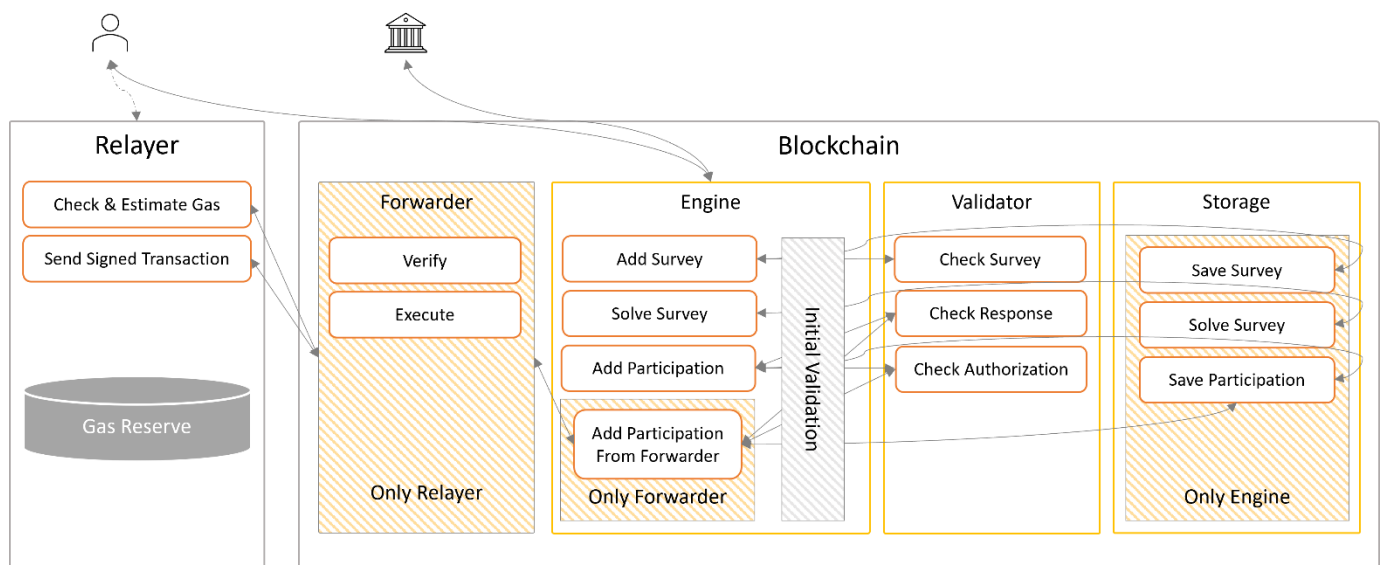 Relayer
Check & Estimate Gas
Send Signed Transaction
Gas Reserve
Blockchain
Forwarder
Verify
Execute
Only Relayer
Engine
Add Survey
Solve Survey
Add Participation
Add Participation
From Forwarder
Only Forwarder
Initial Validation
Validator
Check Survey
Check Response
Check Authorization
Storage
Save Survey
Solve Survey
Save Participation
Only Engine